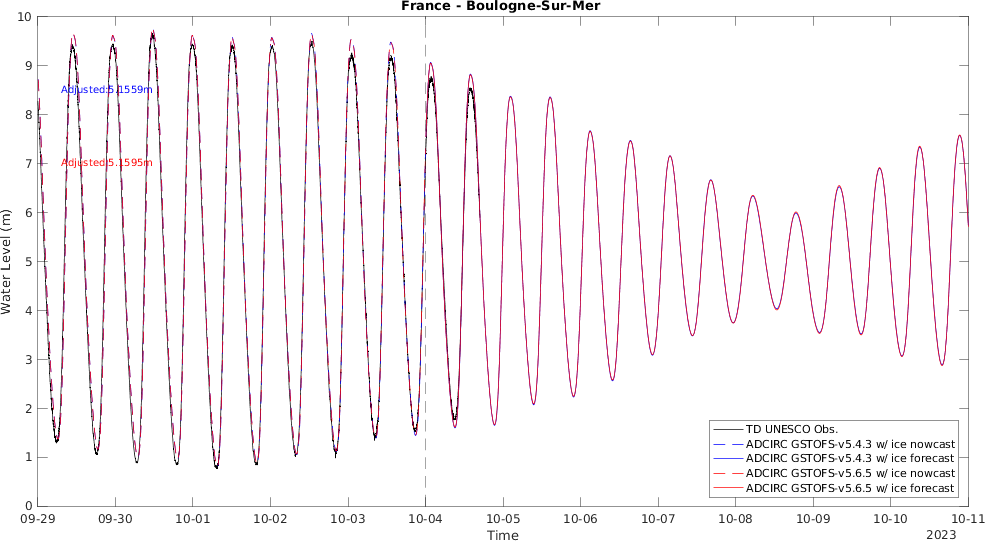 France - Boulogne-Sur-Mer
10
9
8
7
6
5
4
3
2
1
0
Water Level (m)
Adjusted:5.1559m
Adjusted:5.1595m
TD UNESCO Obs.
ADCIRC GSTOFS-v5.4.3 w/ ice nowcast
ADCIRC GSTOFS-v5.4.3 w/ ice forecast
ADCIRC GSTOFS-v5.6.5 w/ ice nowcast
ADCIRC GSTOFS-v5.6.5 w/ ice forecast
09-29 09-30 10-01 10-02 10-03 10-04 10-05 10-06 10-07 10-08 10-09 10-10 10-11
Time
2023